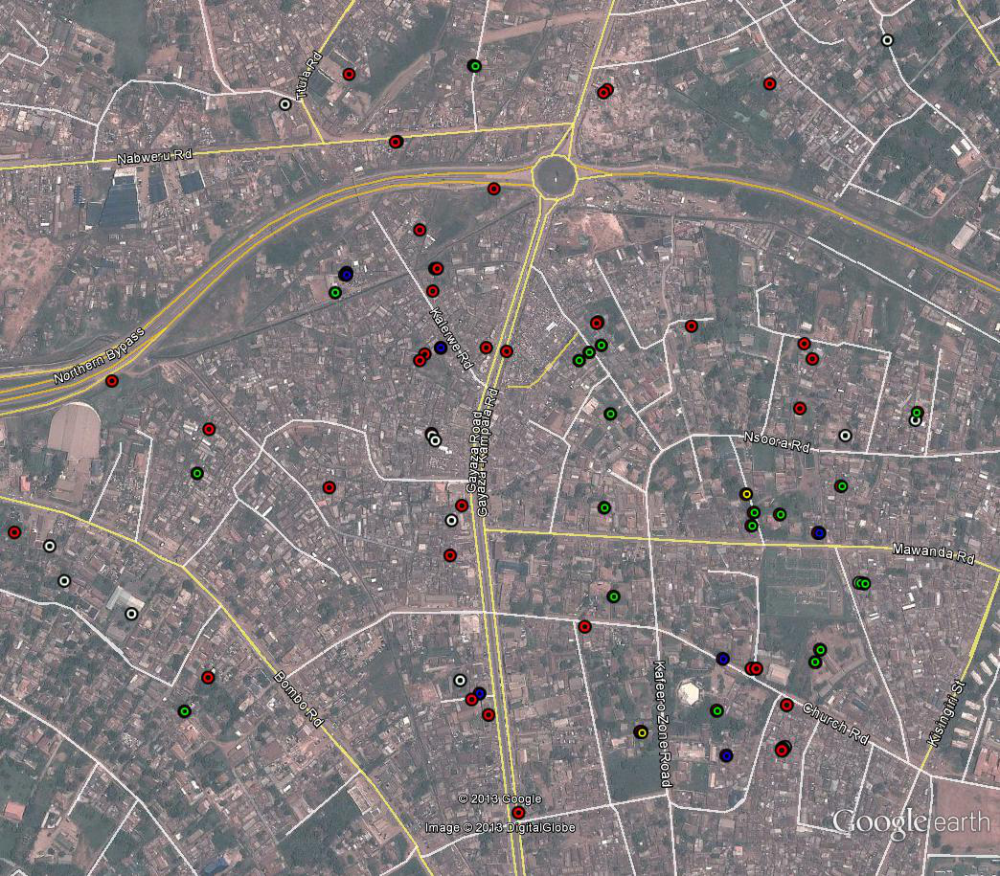 Ttula Rd
Nabweru Rd
Northern Bypass
Kalerwe Rd
Gayaza Road
Gayaza-Kampala Rd
Nsoora Rd
Mawanda Rd
Bombo Rd
Kafeero Zone Road
Church Rd
Kisingiri St
© 2013 Google
Image © 2013 DigitalGlobe
Google earth